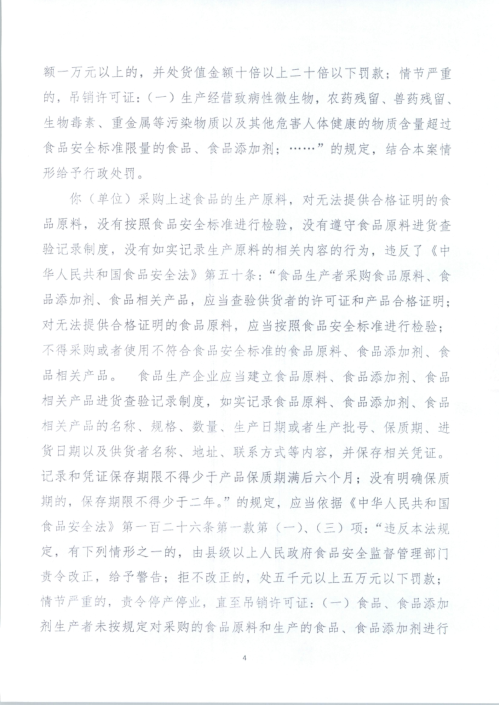 额一万元以上的，并处货值金额十倍以上二十倍以下罚款；情节严重
的，吊销许可证：（一）生产经营致病性微生物，农药残留、兽药残留、
生物毒素、重金属等污染物质以及其他危害人体健康的物质含量超过
食品安全标准限量的食品、食品添加剂；……”的规定，结合本案情
形给予行政处罚。
你（单位）采购上述食品的生产原料，对无法提供合格证明的食
品原料，没有按照食品安全标准进行检验，没有遵守食品原料进货查
验记录制度，没有如实记录生产原料的相关内容的行为，违反了《中
华人民共和国食品安全法》第五十条：“食品生产者采购食品原料、食
品添加剂、食品相关产品，应当查验供货者的许可证和产品合格证明；
对无法提供合格证明的食品原料，应当按照食品安全标准进行检验；
不得采购或者使用不符合食品安全标准的食品原料、食品添加剂、食
品相关产品。 食品生产企业应当建立食品原料、食品添加剂、食品
相关产品进货查验记录制度，如实记录食品原料、食品添加剂、食品
相关产品的名称、规格、数量、生产日期或者生产批号、保质期、进
货日期以及供货者名称、地址、联系方式等内容，并保存相关凭证。
记录和凭证保存期限不得少于产品保质期满后六个月；没有明确保质
期的，保存期限不得少于二年。”的规定，应当依据《中华人民共和国
食品安全法》第一百二十六条第一款第（一）、（三）项：“违反本法规
定，有下列情形之一的，由县级以上人民政府食品安全监督管理部门
责令改正，给予警告；拒不改正的，处五千元以上五万元以下罚款；
情节严重的，责令停产停业，直至吊销许可证：（一）食品、食品添加
剂生产者未按规定对采购的食品原料和生产的食品、食品添加剂进行
4